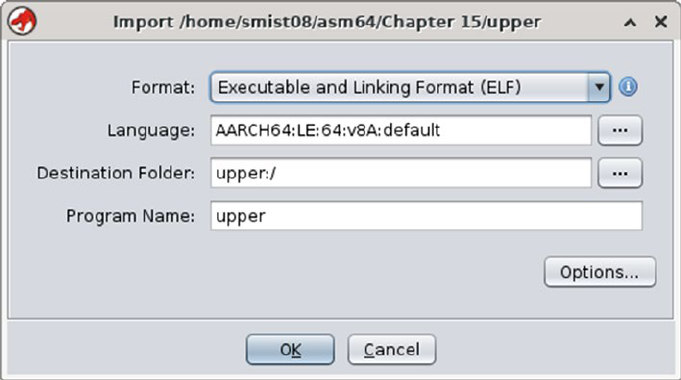 Import /home/smist08/asm64/Chapter 15/upper
Format: Executable and Linking Format (ELF)
Language: AARCH64:LE:64:v8A:default ...
Destination Folder: upper:/ ...
Program Name: upper
Options...
OK Cancel